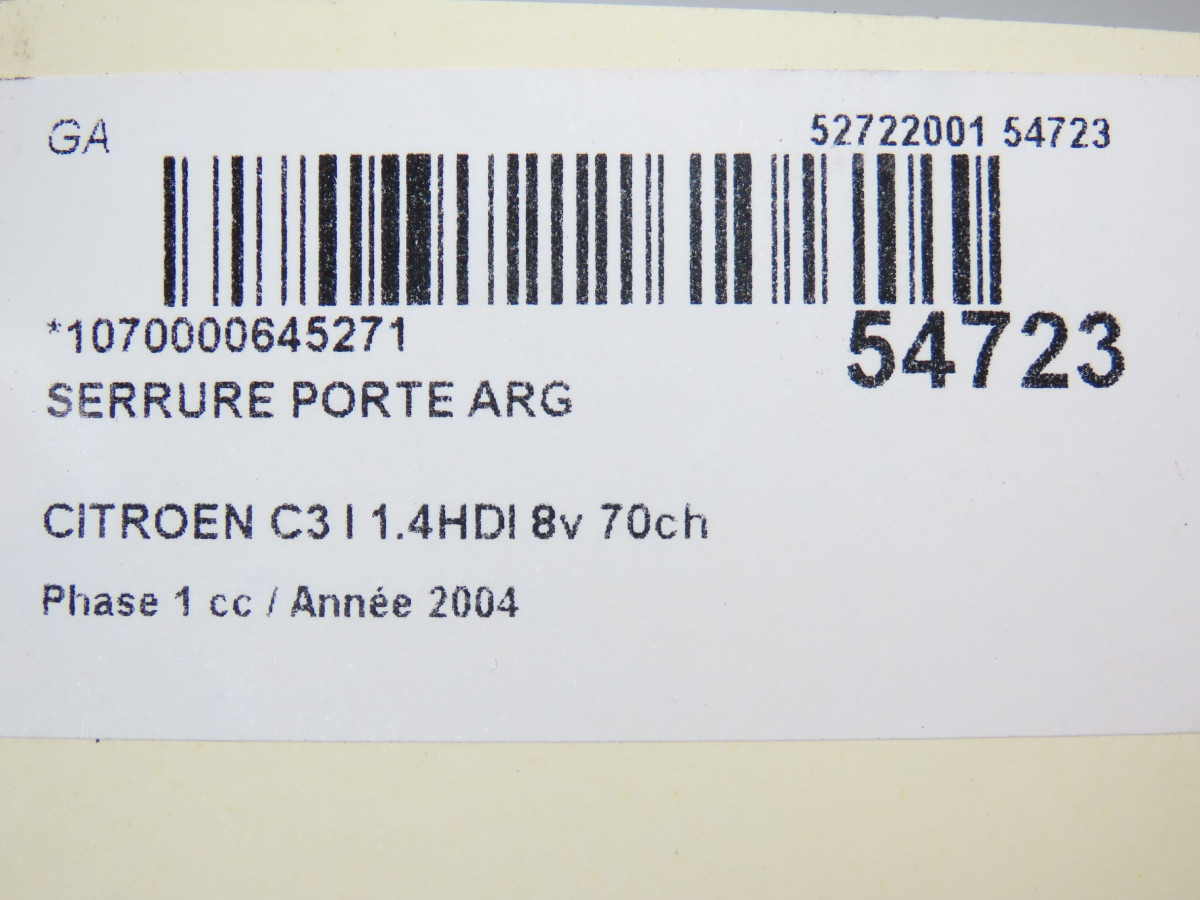 GA
52722001 54723
*1070000645271
54723
SERRURE PORTE ARG
CITROEN C3 I 1.4HDI 8v 70ch
Phase 1 cc / Année 2004